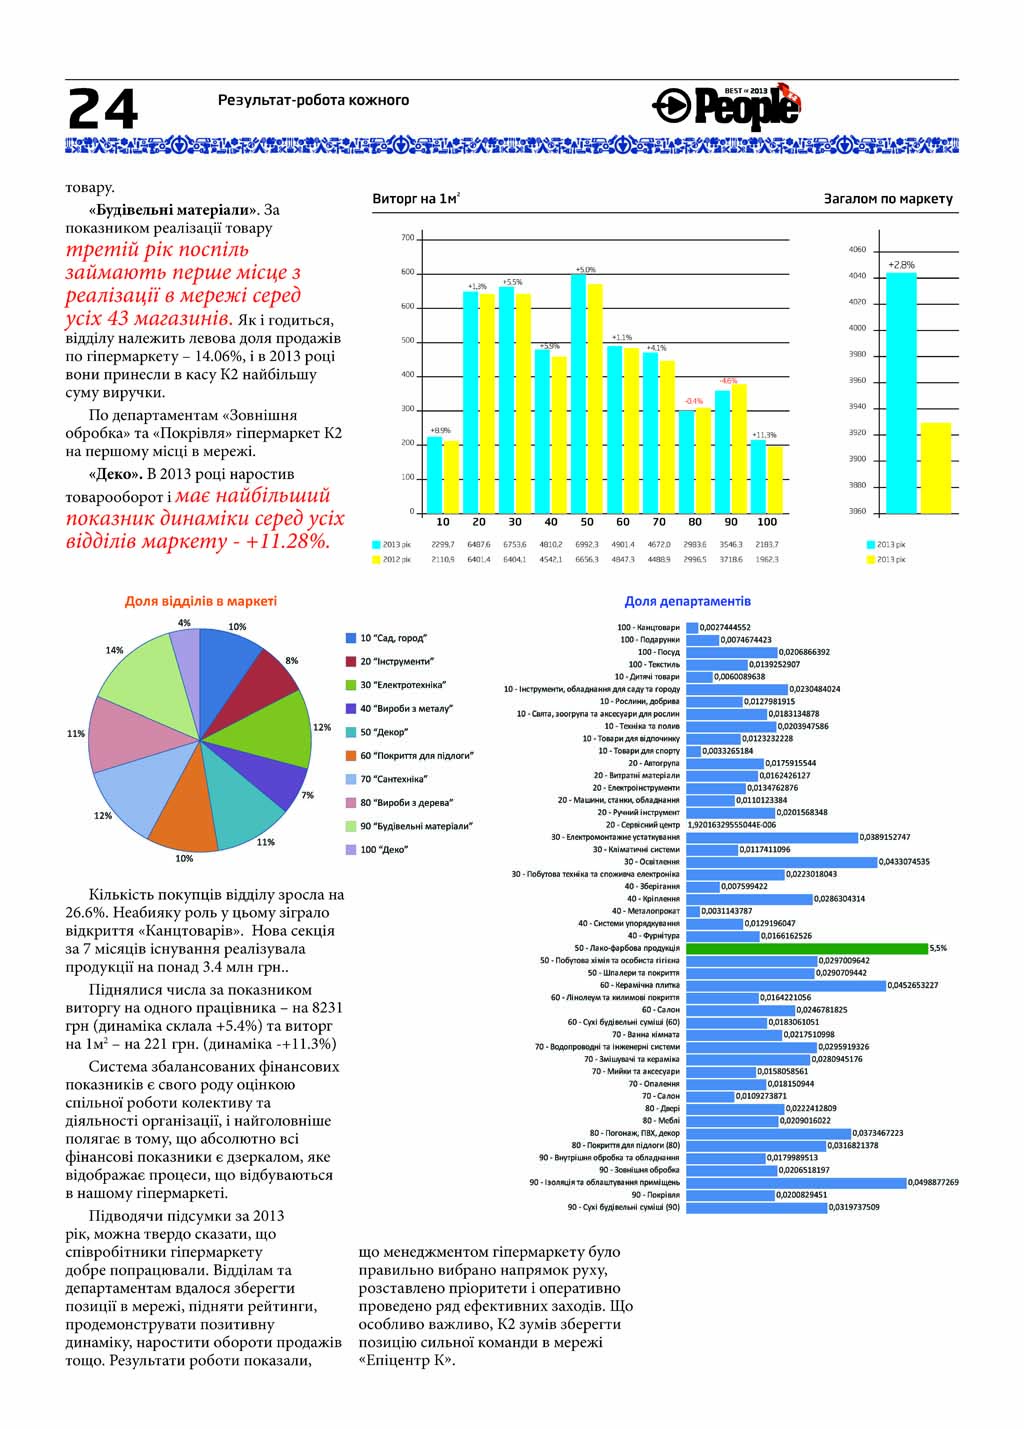 24
Результат-робота кожного
BEST of 2013
People
товару.
«Будівельні матеріали». За
показником реалізації товару
третій рік поспіль
займають перше місце з
реалізації в мережі серед
усіх 43 магазинів. Як і годиться,
відділу належить левова доля продажів
по гіпермаркету – 14.06%, і в 2013 році
вони принесли в касу К2 найбільшу
суму виручки.
По департаментам «Зовнішня
обробка» та «Покрівля» гіпермаркет К2
на першому місці в мережі.
«Деко». В 2013 році наростив
товарооборот і має найбільший
показник динаміки серед усіх
відділів маркету - +11.28%.
Виторг на 1м²
700
600
500
400
300
200
100
0
+8.9%
+1.3%
+5.5%
+5.9%
+5.0%
+1.1%
+4.1%
-0.4%
-4.6%
+11.3%
10 20 30 40 50 60 70 80 90 100
2013 рік 2299,7 6487,6 6753,6 4810,2 6992,3 4901,4 4672,0 2983,6 3546,3 2183,7
2012 рік 2110,9 6401,4 6404,1 4542,1 6656,3 4847,3 4488,9 2996,5 3718,6 1962,3
Загалом по маркету
4060
4040
4020
4000
3980
3960
3940
3920
3900
3880
3860
+2.8%
2013 рік
2013 рік
Доля відділів в маркеті
4%
10%
8%
12%
7%
11%
10%
12%
11%
14%
10 "Сад, город"
20 "Інструменти"
30 "Електротехніка"
40 "Вироби з металу"
50 "Декор"
60 "Покриття для підлоги"
70 "Сантехніка"
80 "Вироби з дерева"
90 "Будівельні матеріали"
100 "Деко"
Доля департаментів
100 - Канцтовари 0,0027444552
100 - Подарунки 0,0074674423
100 - Посуд 0,0206866392
100 - Текстиль 0,0139252907
10 - Дитячі товари 0,0060089638
10 - Інструменти, обладнання для саду та городу 0,0230484024
10 - Рослини, добрива 0,0127981915
10 - Свята, зоогрупа та аксесуари для рослин 0,0183134878
10 - Техніка та полив 0,0203947586
10 - Товари для відпочинку 0,0123232228
10 - Товари для спорту 0,0033265184
20 - Автогрупа 0,0175915544
20 - Витратні матеріали 0,0162426127
20 - Електроінструменти 0,0134762876
20 - Машини, станки, обладнання 0,0110123384
20 - Ручний інструмент 0,0201568348
20 - Сервісний центр 1,92016329555044E-006
30 - Електромонтажне устаткування 0,0389152747
30 - Кліматичні системи 0,0117411096
30 - Освітлення 0,0433074535
30 - Побутова техніка та споживча електроніка 0,0223018043
40 - Зберігання 0,007599422
40 - Кріплення 0,0286304314
40 - Металопрокат 0,0031143787
40 - Системи упорядкування 0,0129196047
40 - Фурнітура 0,0166162526
50 - Лако-фарбова продукція 5,5%
50 - Побутова хімія та особиста гігієна 0,0297009642
50 - Шпалери та покриття 0,0290709442
60 - Керамічна плитка 0,0452653227
60 - Лінолеум та килимові покриття 0,0164221056
60 - Салон 0,0246781825
60 - Сухі будівельні суміші (60) 0,0183061051
70 - Ванна кімната 0,0217510998
70 - Водопроводні та інженерні системи 0,0295919326
70 - Змішувачі та кераміка 0,0280945176
70 - Мийки та аксесуари 0,0158058561
70 - Опалення 0,018150944
70 - Салон 0,0109273871
80 - Двері 0,0222412809
80 - Меблі 0,0209016022
80 - Погонаж, ПВХ, декор 0,0373467223
80 - Покриття для підлоги (80) 0,0316821378
90 - Внутрішня обробка та обладнання 0,0179989513
90 - Зовнішня обробка 0,0206518197
90 - Ізоляція та облаштування приміщень 0,0498877269
90 - Покрівля 0,0200829451
90 - Сухі будівельні суміші (90) 0,0319737509
Кількість покупців відділу зросла на
26.6%. Неабияку роль у цьому зіграло
відкриття «Канцтоварів». Нова секція
за 7 місяців існування реалізувала
продукції на понад 3.4 млн грн..
Піднялися числа за показником
виторгу на одного працівника – на 8231
грн (динаміка склала +5.4%) та виторг
на 1м² – на 221 грн. (динаміка -+11.3%)
Система збалансованих фінансових
показників є свого роду оцінкою
спільної роботи колективу та
діяльності організації, і найголовніше
полягає в тому, що абсолютно всі
фінансові показники є дзеркалом, яке
відображає процеси, що відбуваються
в нашому гіпермаркеті.
Підводячи підсумки за 2013
рік, можна твердо сказати, що
співробітники гіпермаркету
добре попрацювали. Відділам та
департаментам вдалося зберегти
позиції в мережі, підняти рейтинги,
продемонструвати позитивну
динаміку, наростити обороти продажів
тощо. Результати роботи показали,
що менеджментом гіпермаркету було
правильно вибрано напрямок руху,
розставлено пріоритети і оперативно
проведено ряд ефективних заходів. Що
особливо важливо, К2 зумів зберегти
позицію сильної команди в мережі
«Епіцентр К».